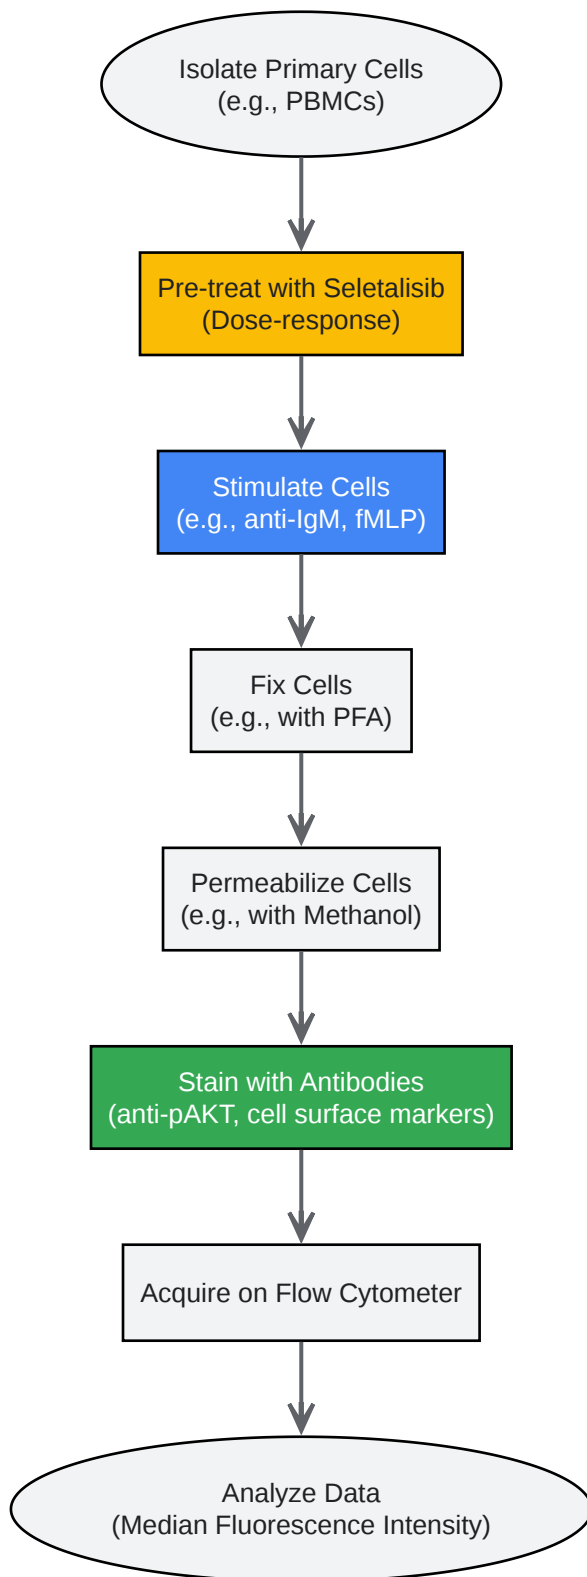 Isolate Primary Cells
(e.g., PBMCs)
Pre-treat with Seletalisib
(Dose-response)
Stimulate Cells
(e.g., anti-IgM, fMLP)
Fix Cells
(e.g., with PFA)
Permeabilize Cells
(e.g., with Methanol)
Stain with Antibodies
(anti-pAKT, cell surface markers)
Acquire on Flow Cytometer
Analyze Data
(Median Fluorescence Intensity)